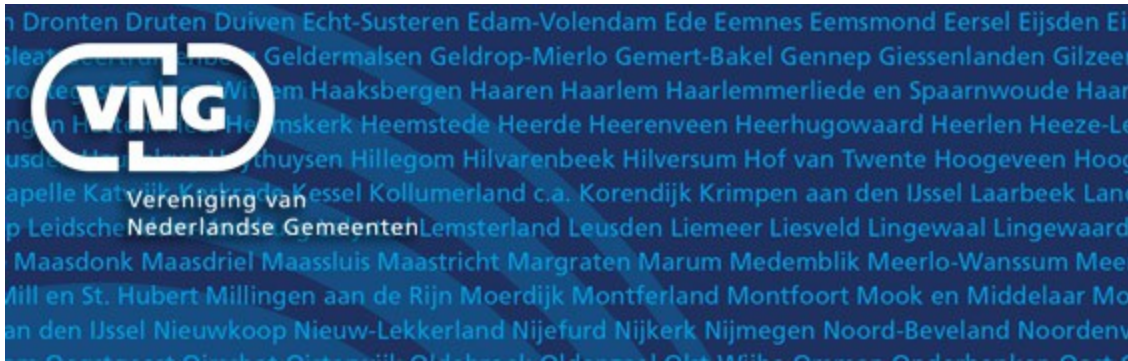 Dronten Druten Duiven Echt-Susteren Edam-Volendam Ede Eemnes Eemsmond Eersel Eijsden
Geldermalsen Geldrop-Mierlo Gemert-Bakel Gennep Giessenlanden
Haaksbergen Haaren Haarlem Haarlemmerliede en Spaarnwoude
VNG
Heemstede Heerde Heerenveen Heerhugowaard Heerlen
Hillegom Hilvarenbeek Hilversum Hof van Twente Hoogeveen
Kessel Kollumerland c.a. Korendijk Krimpen aan den IJssel Laarbeek
Vereniging van
Nederlandse Gemeenten
Lemsterland Leusden Liemeer Liesveld Lingewaal Lingewaard
Maasdonk Maasdriel Maassluis Maastricht Margraten Marum Medemblik Meerlo-Wanssum
Mill en St. Hubert Millingen aan de Rijn Moerdijk Montferland Montfoort Mook en Middelaar
an den IJssel Nieuwkoop Nieuw-Lekkerland Nijefurd Nijkerk Nijmegen Noord-Beveland